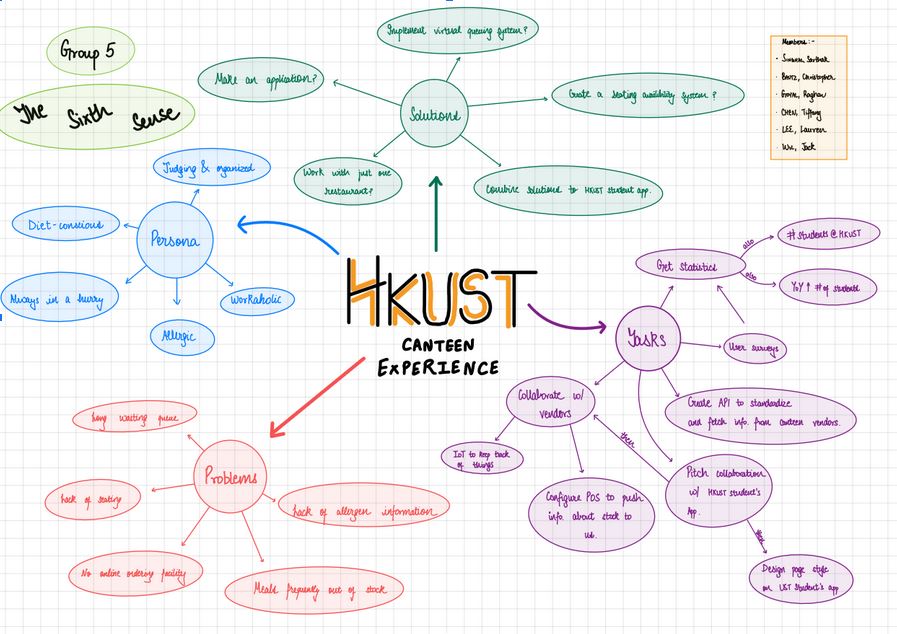 Group 5
The Sixth Sense
Implement virtual queuing system?
Make an application?
Solutions
Create a seating availability system?
Work with just one
restaurant?
Combine solutions to HKUST student app.
Members:-
Christopher
Raghav
CHEN, Tiffany
LEE, Lauren
Wu, Jack
Judging & organized
Diet-conscious
Persona
Always in a hurry
Workaholic
Allergic
HKUST
CANTEEN
EXPERIENCE
Get statistics
also
# Students @ HKUST
also
YoY ↑ # of students
Tasks
User surveys
Collaborate w/
vendors
Create API to standardize
and fetch info. from canteen vendors.
IoT to keep track
of things
then
Pitch collaboration
w/ HKUST student's
App.
Configure POS to push
info. about stock to
us.
then
Design page style
on UST student's app
Long waiting queue
Problems
Lack of seating
Lack of allergen information
No online ordering facility
Meals frequently out of stock